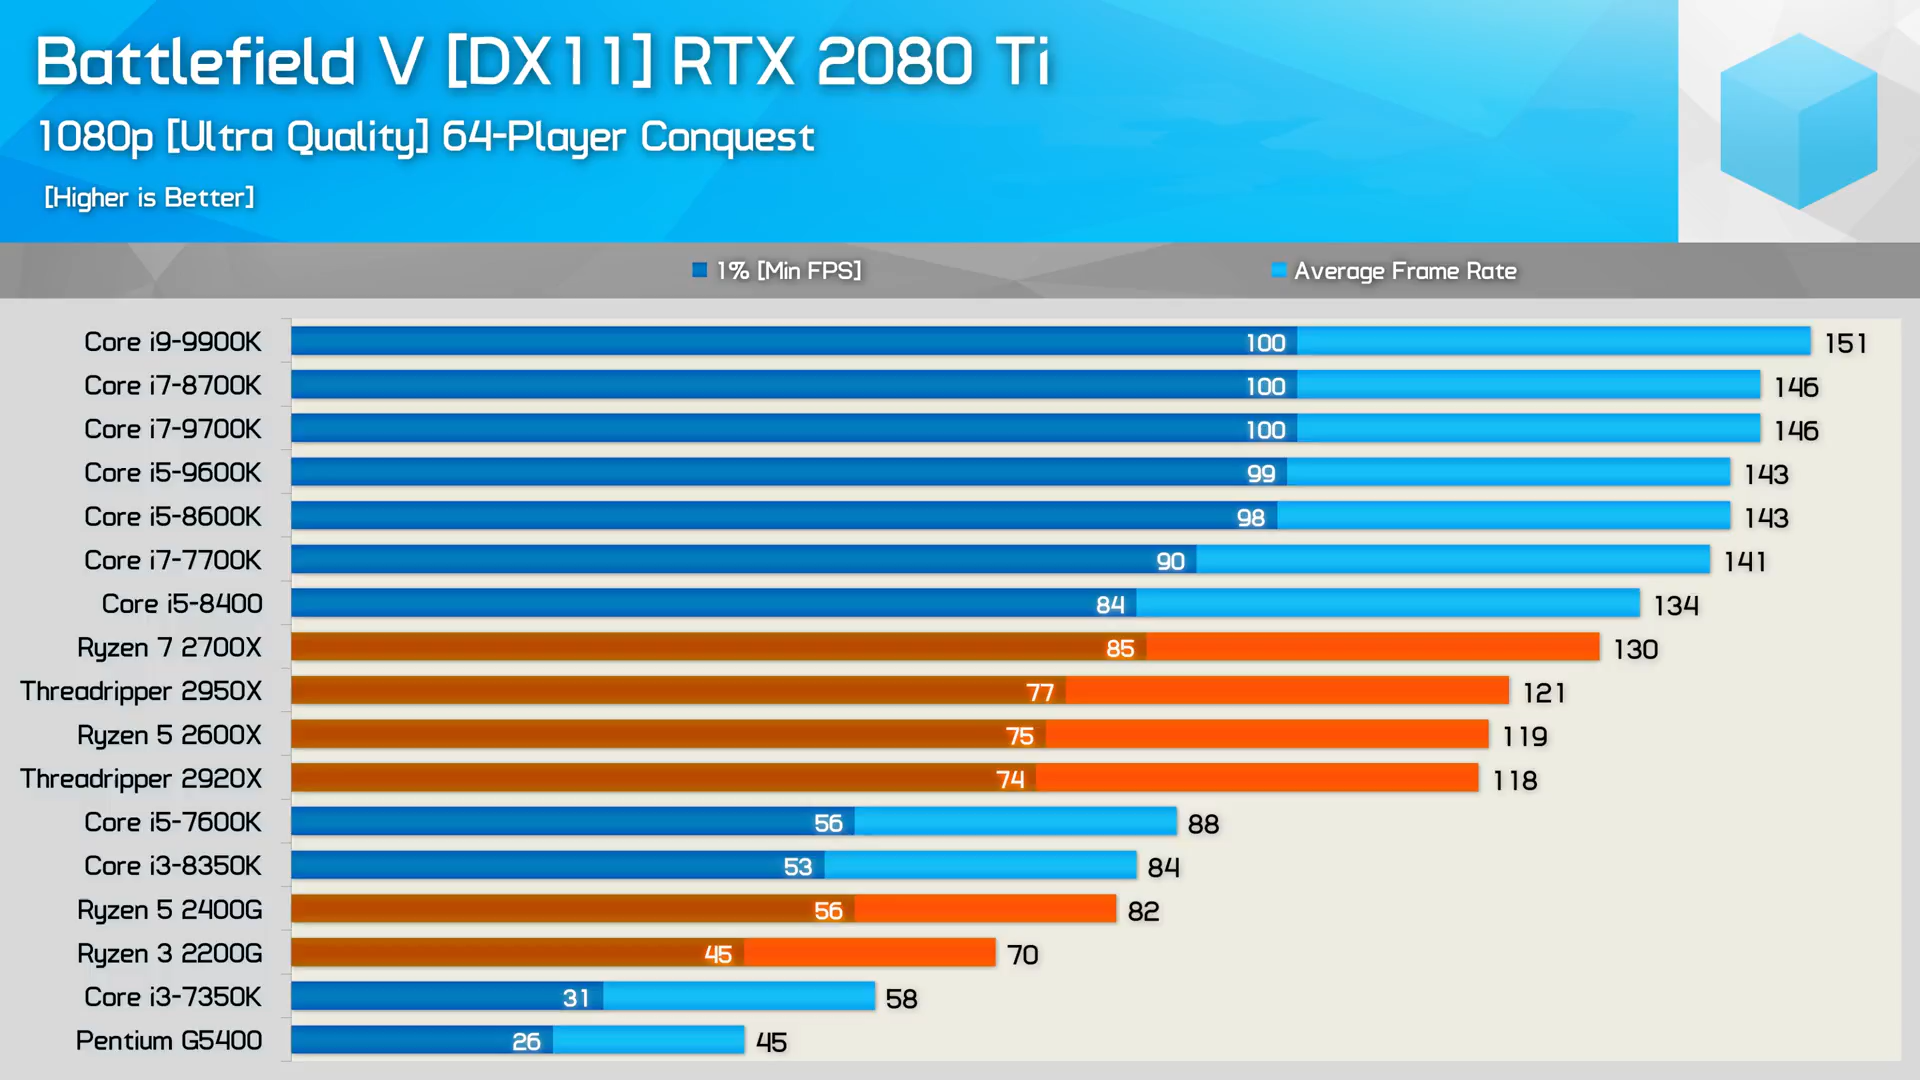 Battlefield V [DX11] RTX 2080 Ti
1080p [Ultra Quality] 64-Player Conquest
[Higher is Better]
1% [Min FPS] Average Frame Rate
Core i9-9900K 100 151
Core i7-8700K 100 146
Core i7-9700K 100 146
Core i5-9600K 99 143
Core i5-8600K 98 143
Core i7-7700K 90 141
Core i5-8400 84 134
Ryzen 7 2700X 85 130
Threadripper 2950X 77 121
Ryzen 5 2600X 75 119
Threadripper 2920X 74 118
Core i5-7600K 56 88
Core i3-8350K 53 84
Ryzen 5 2400G 56 82
Ryzen 3 2200G 45 70
Core i3-7350K 31 58
Pentium G5400 26 45